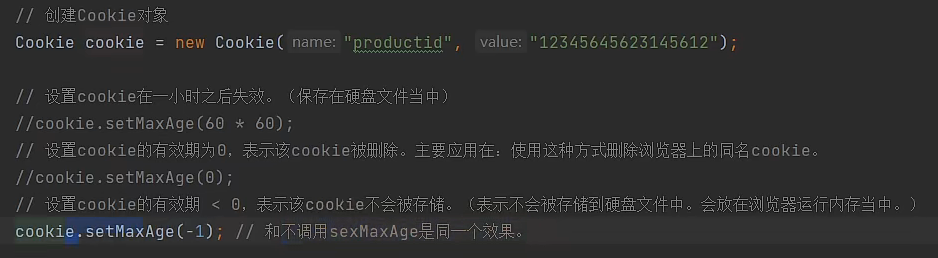 // 创建Cookie对象
Cookie cookie = new Cookie( name: "productid", value: "12345645623145612");
// 设置cookie在一小时之后失效。（保存在硬盘文件当中）
//cookie.setMaxAge(60 * 60);
// 设置cookie的有效期为0，表示该cookie被删除。主要应用在：使用这种方式删除浏览器上的同名cookie。
//cookie.setMaxAge(0);
// 设置cookie的有效期 < 0，表示该cookie不会被存储。（表示不会被存储到硬盘文件中。会放在浏览器运行内存当中。）
cookie.setMaxAge(-1); // 和不调用sexMaxAge是同一个效果。